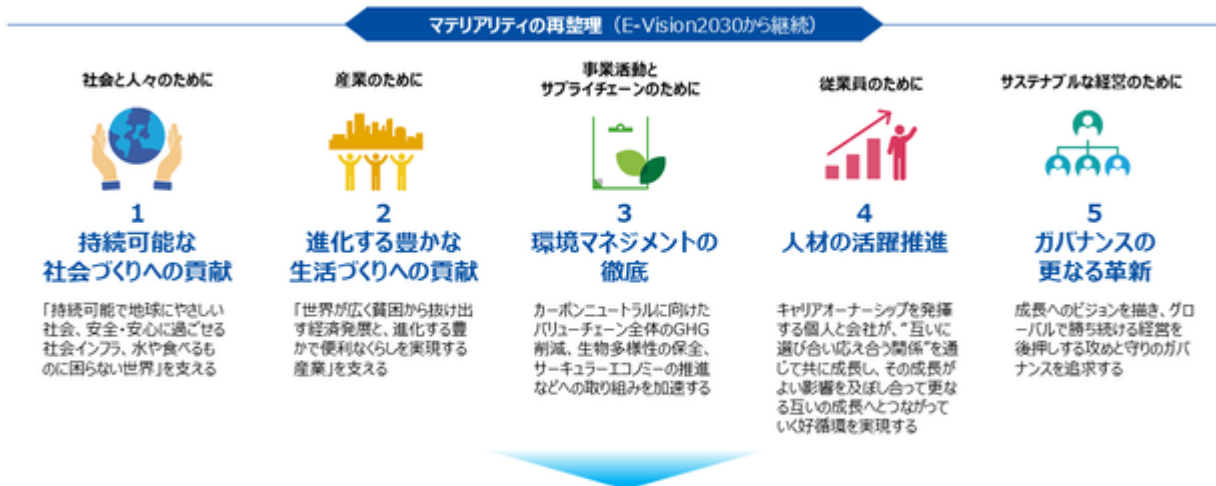 マテリアリティの再整理（E-Vision2030から継続）
社会と人々のために
1
持続可能な
社会づくりへの貢献
「持続可能で地球にやさしい
社会、安全・安心に過ごせる
社会インフラ、水や食べるも
のに困らない世界」を支える
産業のために
2
進化する豊かな
生活づくりへの貢献
「世界が広く貧困から抜け出
す経済発展と、進化する豊
かで便利なくらしを実現する
産業」を支える
事業活動と
サプライチェーンのために
3
環境マネジメントの
徹底
カーボンニュートラルに向けた
バリューチェーン全体のGHG
削減、生物多様性の保全、
サーキュラーエコノミーの推進
などへの取り組みを加速する
従業員のために
4
人材の活躍推進
キャリアオーナーシップを発揮
する個人と会社が、“互いに
選び合い応え合う関係”を通
じて共に成長し、その成長が
よい影響を及ぼし合って更な
る互いの成長へとつながって
いく好循環を実現する
サステナブルな経営のために
5
ガバナンスの
更なる革新
成長へのビジョンを描き、グロ
ーバルで勝ち続ける経営を
後押しする攻めと守りのガバ
ナンスを追求する